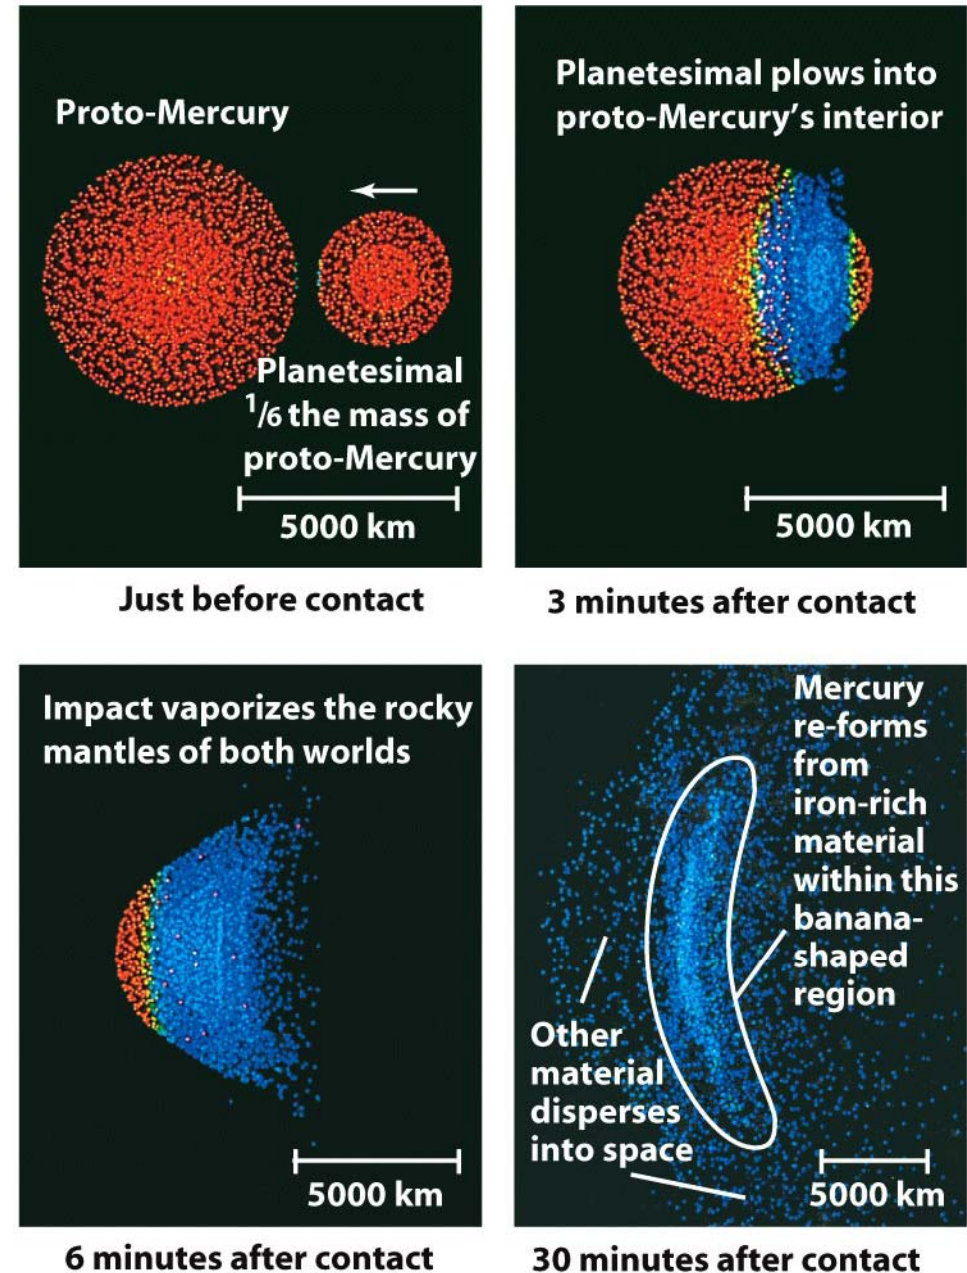 Proto-Mercury
Planetesimal
1/6 the mass of
proto-Mercury
5000 km
Just before contact
Planetesimal plows into
proto-Mercury's interior
5000 km
3 minutes after contact
Impact vaporizes the rocky
mantles of both worlds
5000 km
6 minutes after contact
Mercury
re-forms
from
iron-rich
material
within this
banana-
shaped
region
Other
material
disperses
into space
5000 km
30 minutes after contact